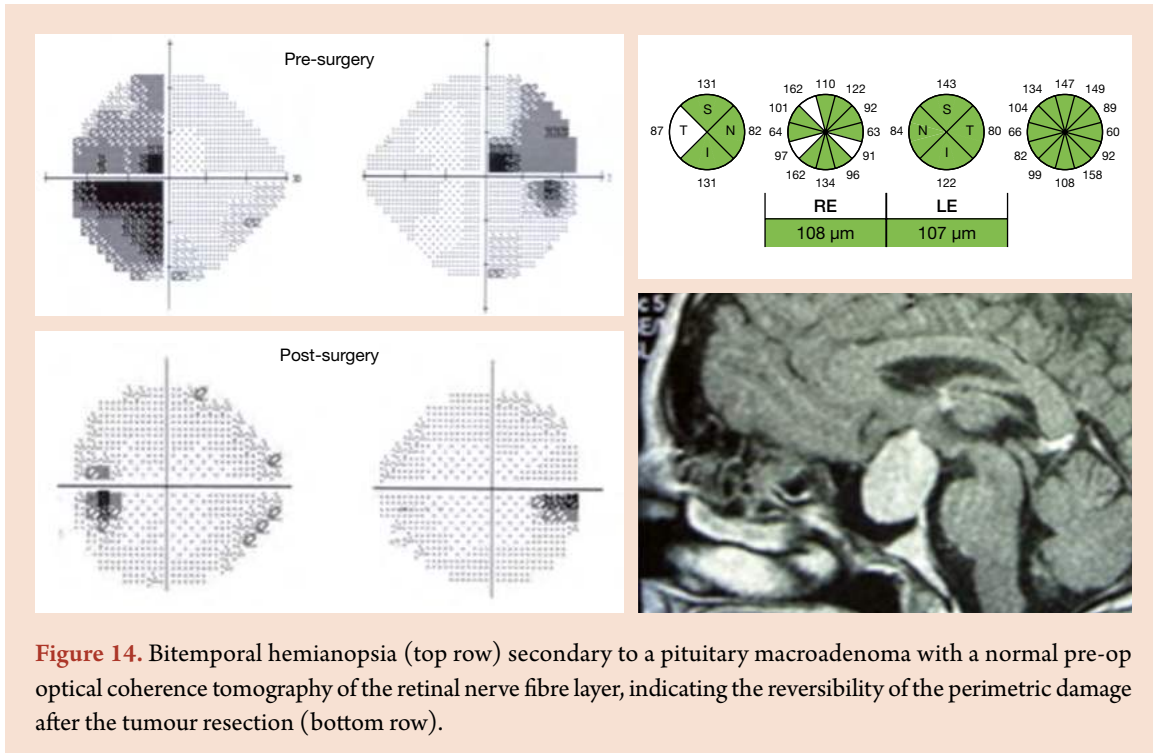 Pre-surgery
Post-surgery
131
S
87 T N 82
I
131
162 110 122
101 92
64 63
97 91
162 134 96
143
S
84 N T 80
I
122
134 147 149
104 89
66 60
82 92
99 108 158
RE LE
108 µm 107 µm
Figure 14. Bitemporal hemianopsia (top row) secondary to a pituitary macroadenoma with a normal pre-op
optical coherence tomography of the retinal nerve fibre layer, indicating the reversibility of the perimetric damage
after the tumour resection (bottom row).